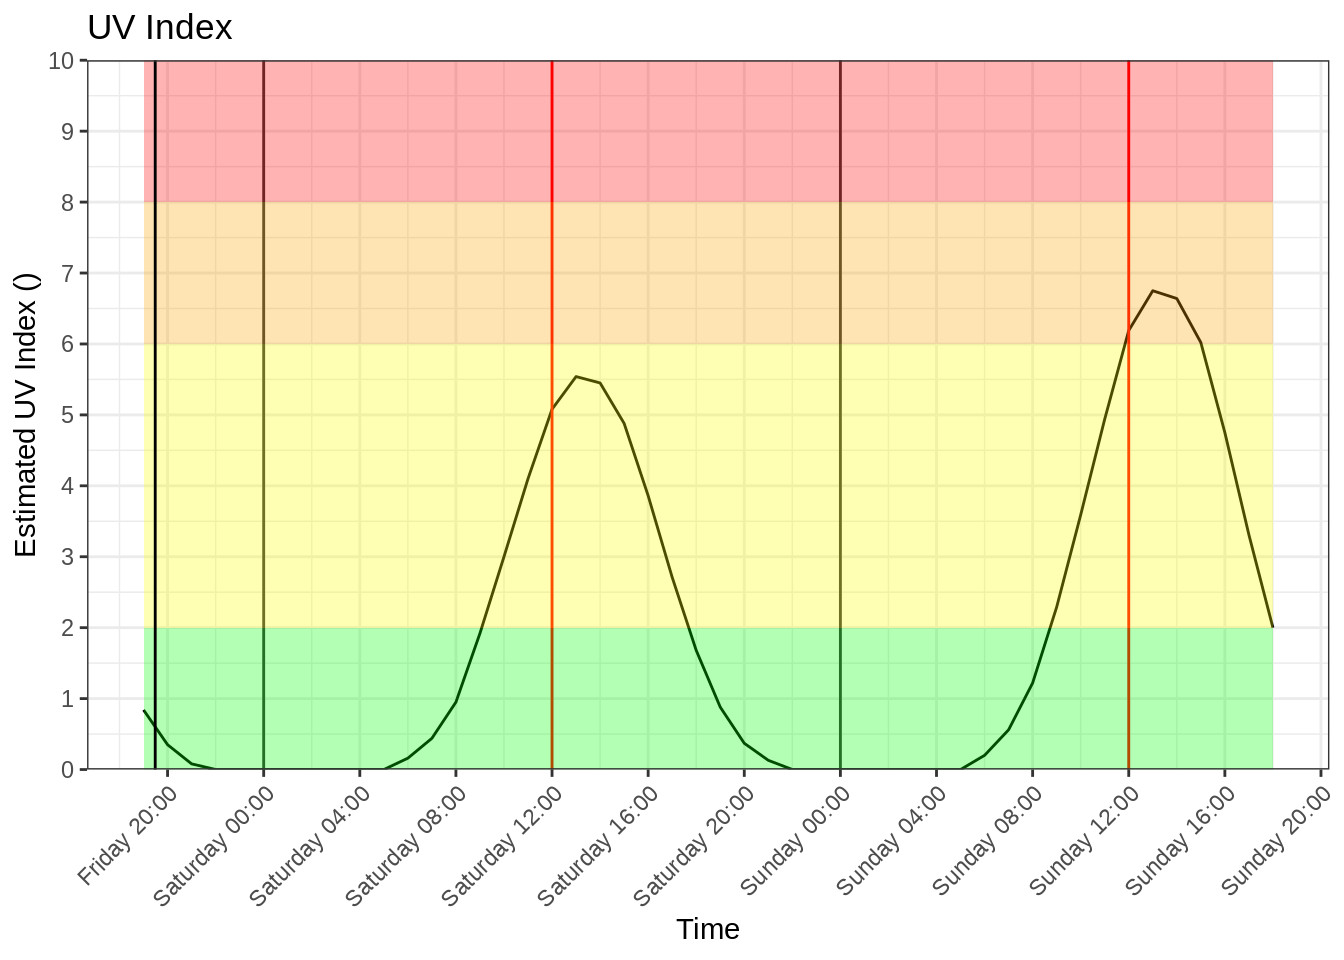 UV Index
10
9
8
7
6
5
4
3
2
1
0
Estimated UV Index ()
Friday 20:00
Saturday 00:00
Saturday 04:00
Saturday 08:00
Saturday 12:00
Saturday 16:00
Saturday 20:00
Sunday 00:00
Sunday 04:00
Sunday 08:00
Sunday 12:00
Sunday 16:00
Sunday 20:00
Time